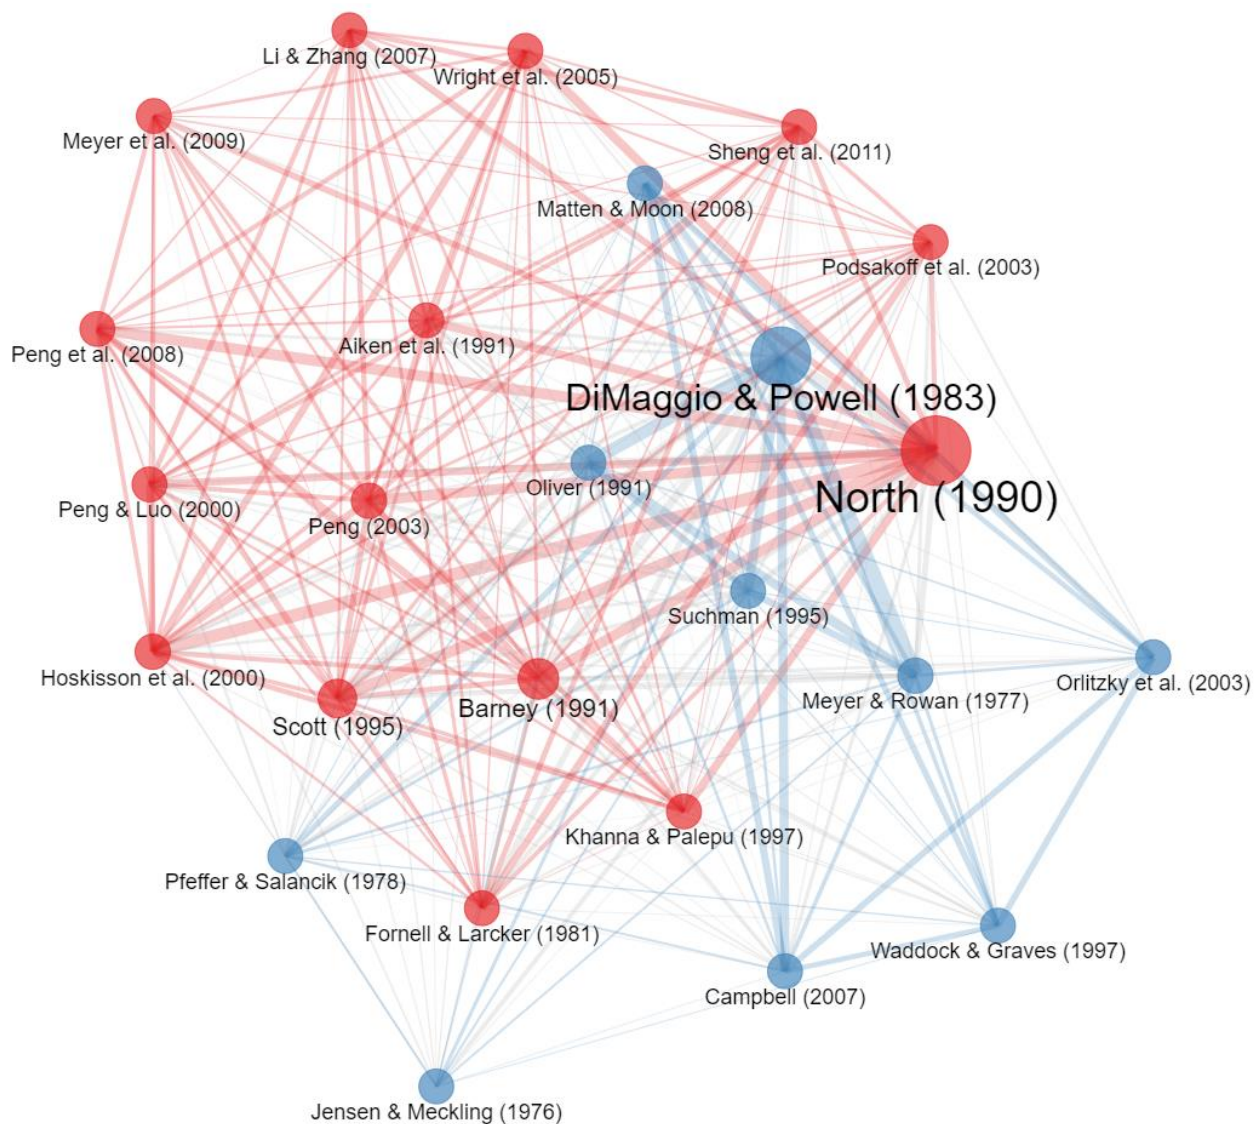 Li & Zhang (2007)
Wright et al. (2005)
Meyer et al. (2009)
Sheng et al. (2011)
Matten & Moon (2008)
Podsakoff et al. (2003)
Aiken et al. (1991)
Peng et al. (2008)
DiMaggio & Powell (1983)
Oliver (1991)
North (1990)
Peng & Luo (2000)
Peng (2003)
Suchman (1995)
Hoskisson et al. (2000)
Orlitzky et al. (2003)
Meyer & Rowan (1977)
Barney (1991)
Scott (1995)
Khanna & Palepu (1997)
Pfeffer & Salancik (1978)
Fornell & Larcker (1981)
Waddock & Graves (1997)
Campbell (2007)
Jensen & Meckling (1976)